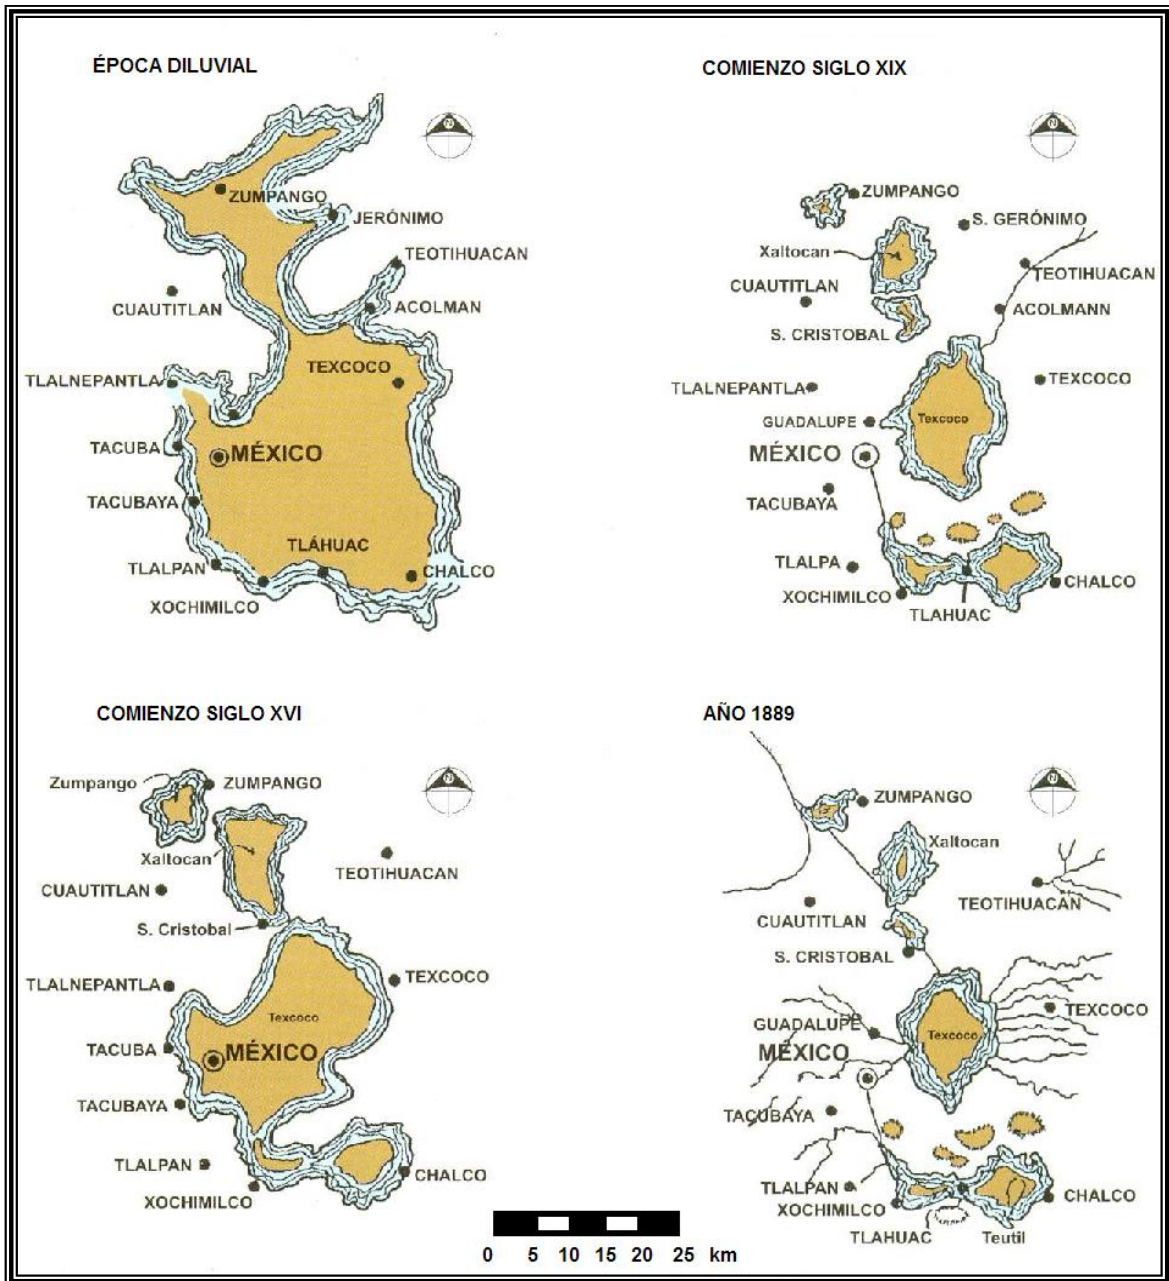 ÉPOCA DILUVIAL
N
ZUMPANGO
JERÓNIMO
TEOTIHUACAN
CUAUTITLAN
ACOLMAN
TEXCOCO
TLALNEPANTLA
TACUBA
MÉXICO
TACUBAYA
TLÁHUAC
TLALPAN
CHALCO
XOCHIMILCO
COMIENZO SIGLO XIX
N
ZUMPANGO
S. GERÓNIMO
Xaltocan
TEOTIHUACAN
CUAUTITLAN
ACOLMANN
S. CRISTOBAL
TLALNEPANTLA
TEXCOCO
GUADALUPE
Texcoco
MÉXICO
TACUBAYA
TLALPA
CHALCO
XOCHIMILCO
TLAHUAC
COMIENZO SIGLO XVI
N
Zumpango
ZUMPANGO
Xaltocan
TEOTIHUACAN
CUAUTITLAN
S. Cristobal
TLALNEPANTLA
TEXCOCO
Texcoco
TACUBA
MÉXICO
TACUBAYA
TLALPAN
CHALCO
XOCHIMILCO
AÑO 1889
N
ZUMPANGO
Xaltocan
TEOTIHUACAN
CUAUTITLAN
S. CRISTOBAL
TEXCOCO
GUADALUPE
Texcoco
MÉXICO
TACUBAYA
TLALPAN
CHALCO
XOCHIMILCO
TLAHUAC
Teutil
0 5 10 15 20 25 km